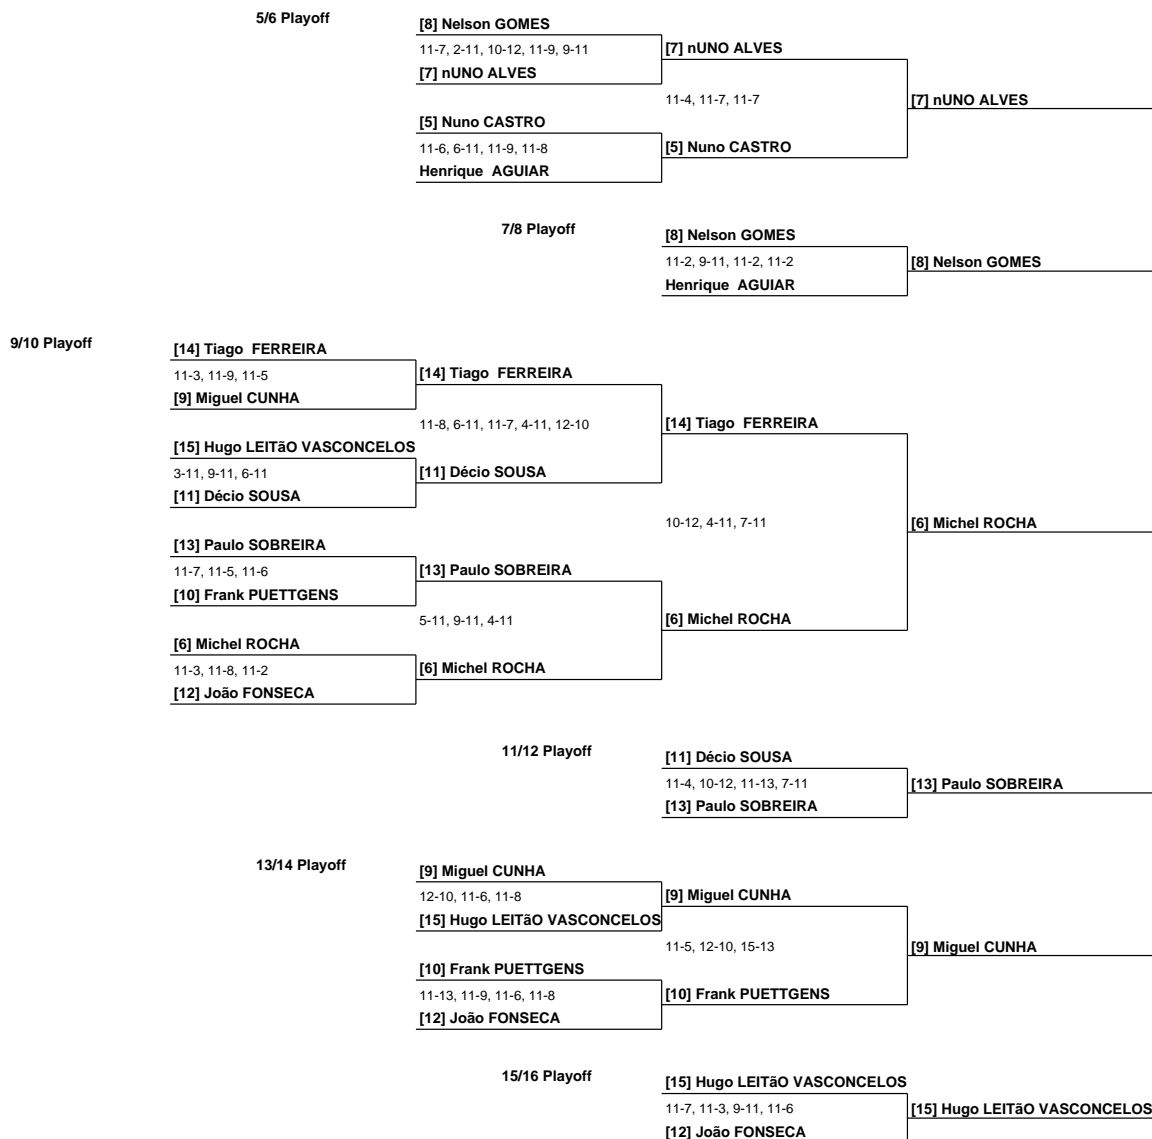 5/6 Playoff
[8] Nelson GOMES
11-7, 2-11, 10-12, 11-9, 9-11
[7] nUNO ALVES
[7] nUNO ALVES
11-4, 11-7, 11-7
[7] nUNO ALVES
[5] Nuno CASTRO
11-6, 6-11, 11-9, 11-8
[5] Nuno CASTRO
Henrique  AGUIAR
7/8 Playoff
[8] Nelson GOMES
11-2, 9-11, 11-2, 11-2
[8] Nelson GOMES
Henrique  AGUIAR
9/10 Playoff
[14] Tiago  FERREIRA
11-3, 11-9, 11-5
[14] Tiago  FERREIRA
[9] Miguel CUNHA
11-8, 6-11, 11-7, 4-11, 12-10
[14] Tiago  FERREIRA
[15] Hugo LEITãO VASCONCELOS
3-11, 9-11, 6-11
[11] Décio SOUSA
[11] Décio SOUSA
10-12, 4-11, 7-11
[6] Michel ROCHA
[13] Paulo SOBREIRA
11-7, 11-5, 11-6
[13] Paulo SOBREIRA
[10] Frank PUETTGENS
5-11, 9-11, 4-11
[6] Michel ROCHA
[6] Michel ROCHA
11-3, 11-8, 11-2
[6] Michel ROCHA
[12] João FONSECA
11/12 Playoff
[11] Décio SOUSA
11-4, 10-12, 11-13, 7-11
[13] Paulo SOBREIRA
[13] Paulo SOBREIRA
13/14 Playoff
[9] Miguel CUNHA
12-10, 11-6, 11-8
[9] Miguel CUNHA
[15] Hugo LEITãO VASCONCELOS
11-5, 12-10, 15-13
[9] Miguel CUNHA
[10] Frank PUETTGENS
11-13, 11-9, 11-6, 11-8
[10] Frank PUETTGENS
[12] João FONSECA
15/16 Playoff
[15] Hugo LEITãO VASCONCELOS
11-7, 11-3, 9-11, 11-6
[15] Hugo LEITãO VASCONCELOS
[12] João FONSECA